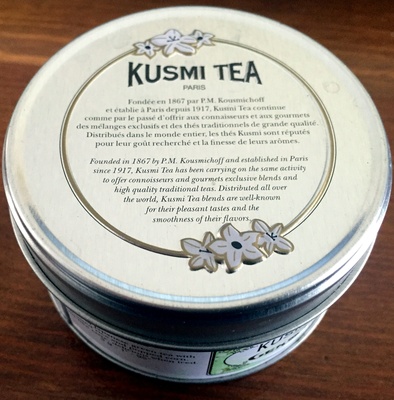 KUSMI TEA
PARIS
Fondée en 1867 par P.M. Kousmichoff
et établie à Paris depuis 1917, Kusmi Tea continue
comme par le passé d'offrir aux connaisseurs et aux gourmets
des mélanges exclusifs et des thés traditionnels de grande qualité.
Distribués dans le monde entier, les thés Kusmi sont réputés
pour leur goût recherché et la finesse de leurs arômes.
Founded in 1867 by P.M. Kousmichoff and established in Paris
since 1917, Kusmi Tea has been carrying on the same activity
to offer connoisseurs and gourmets exclusive blends and
high quality traditional teas. Distributed all over
the world, Kusmi Tea blends are well-known
for their pleasant tastes and the
smoothness of their flavors.
green tea with
KUSM